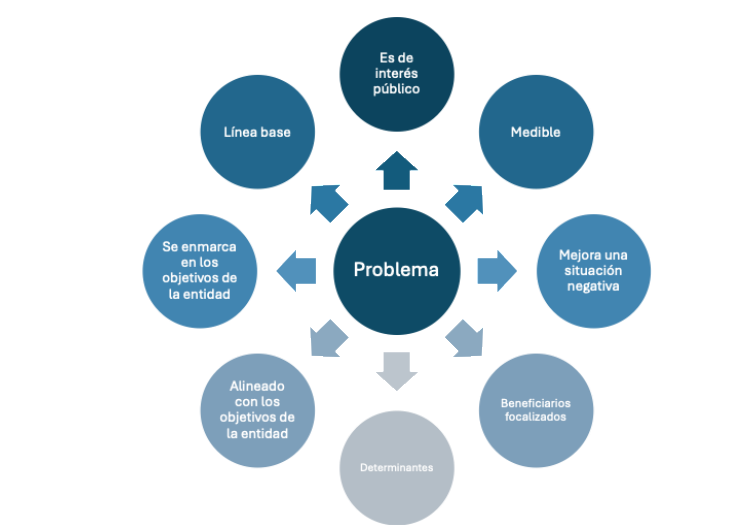 Es de
interés
público
Línea base
Medible
Se enmarca
en los
objetivos de
la entidad
Problema
Mejora una
situación
negativa
Alineado
con los
objetivos de
la entidad
Beneficiarios
focalizados
Determinantes